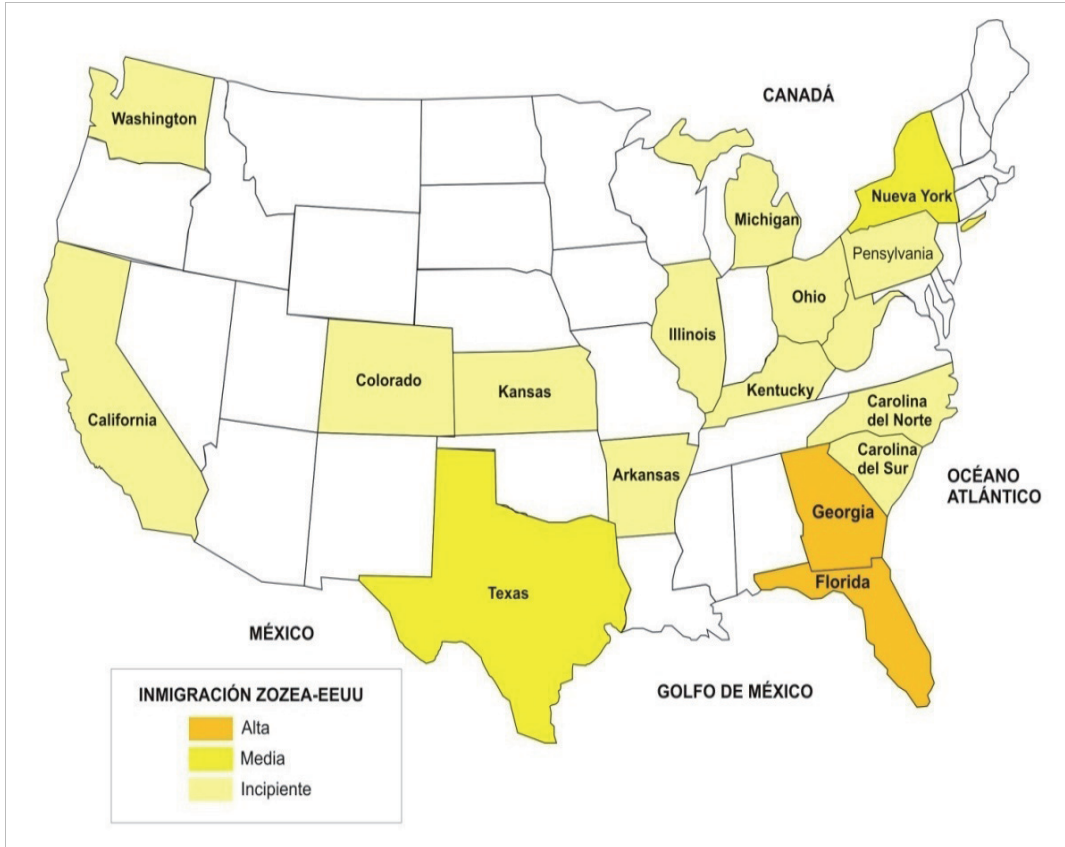 CANADÁ
Washington
Nueva York
Michigan
Pensylvania
Ohio
Illinois
Colorado
Kansas
Kentucky
California
Carolina
del Norte
Carolina
del Sur
Arkansas
OCÉANO
ATLÁNTICO
Georgia
Florida
Texas
MÉXICO
GOLFO DE MÉXICO
INMIGRACIÓN ZOZEA-EEUU
Alta
Media
Incipiente